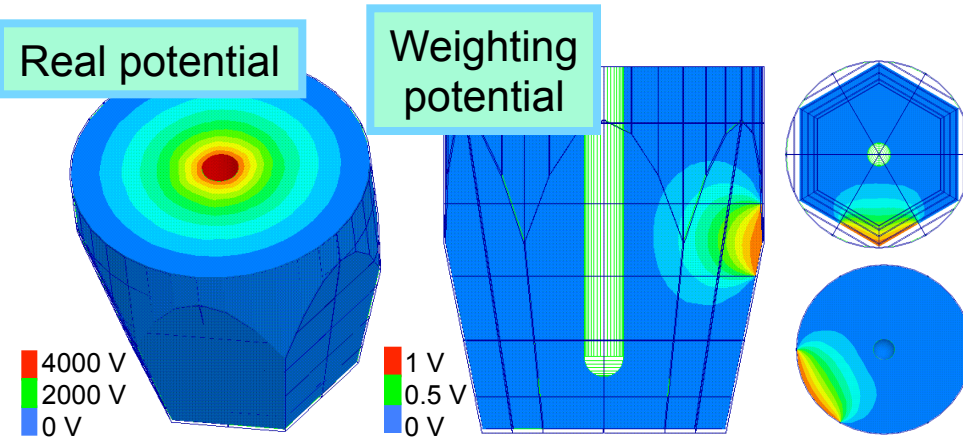 Real potential
Weighting
potential
4000 V
2000 V
0 V
1 V
0.5 V
0 V